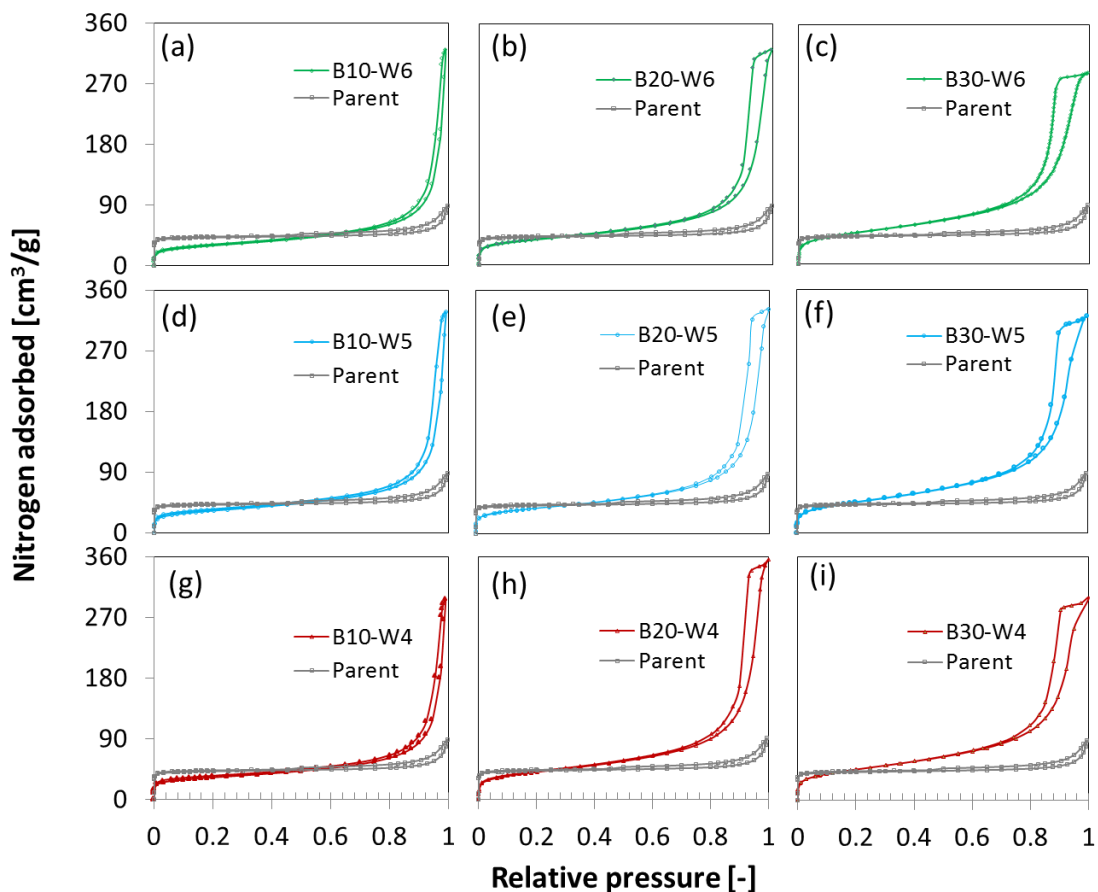 Nitrogen adsorbed [cm³/g]
360
270
180
90
0
(a)
B10-W6
Parent
(b)
B20-W6
Parent
(c)
B30-W6
Parent
360
270
180
90
0
(d)
B10-W5
Parent
(e)
B20-W5
Parent
(f)
B30-W5
Parent
360
270
180
90
0
(g)
B10-W4
Parent
(h)
B20-W4
Parent
(i)
B30-W4
Parent
0 0.2 0.4 0.6 0.8 1
0 0.2 0.4 0.6 0.8 1
0 0.2 0.4 0.6 0.8 1
Relative pressure [-]